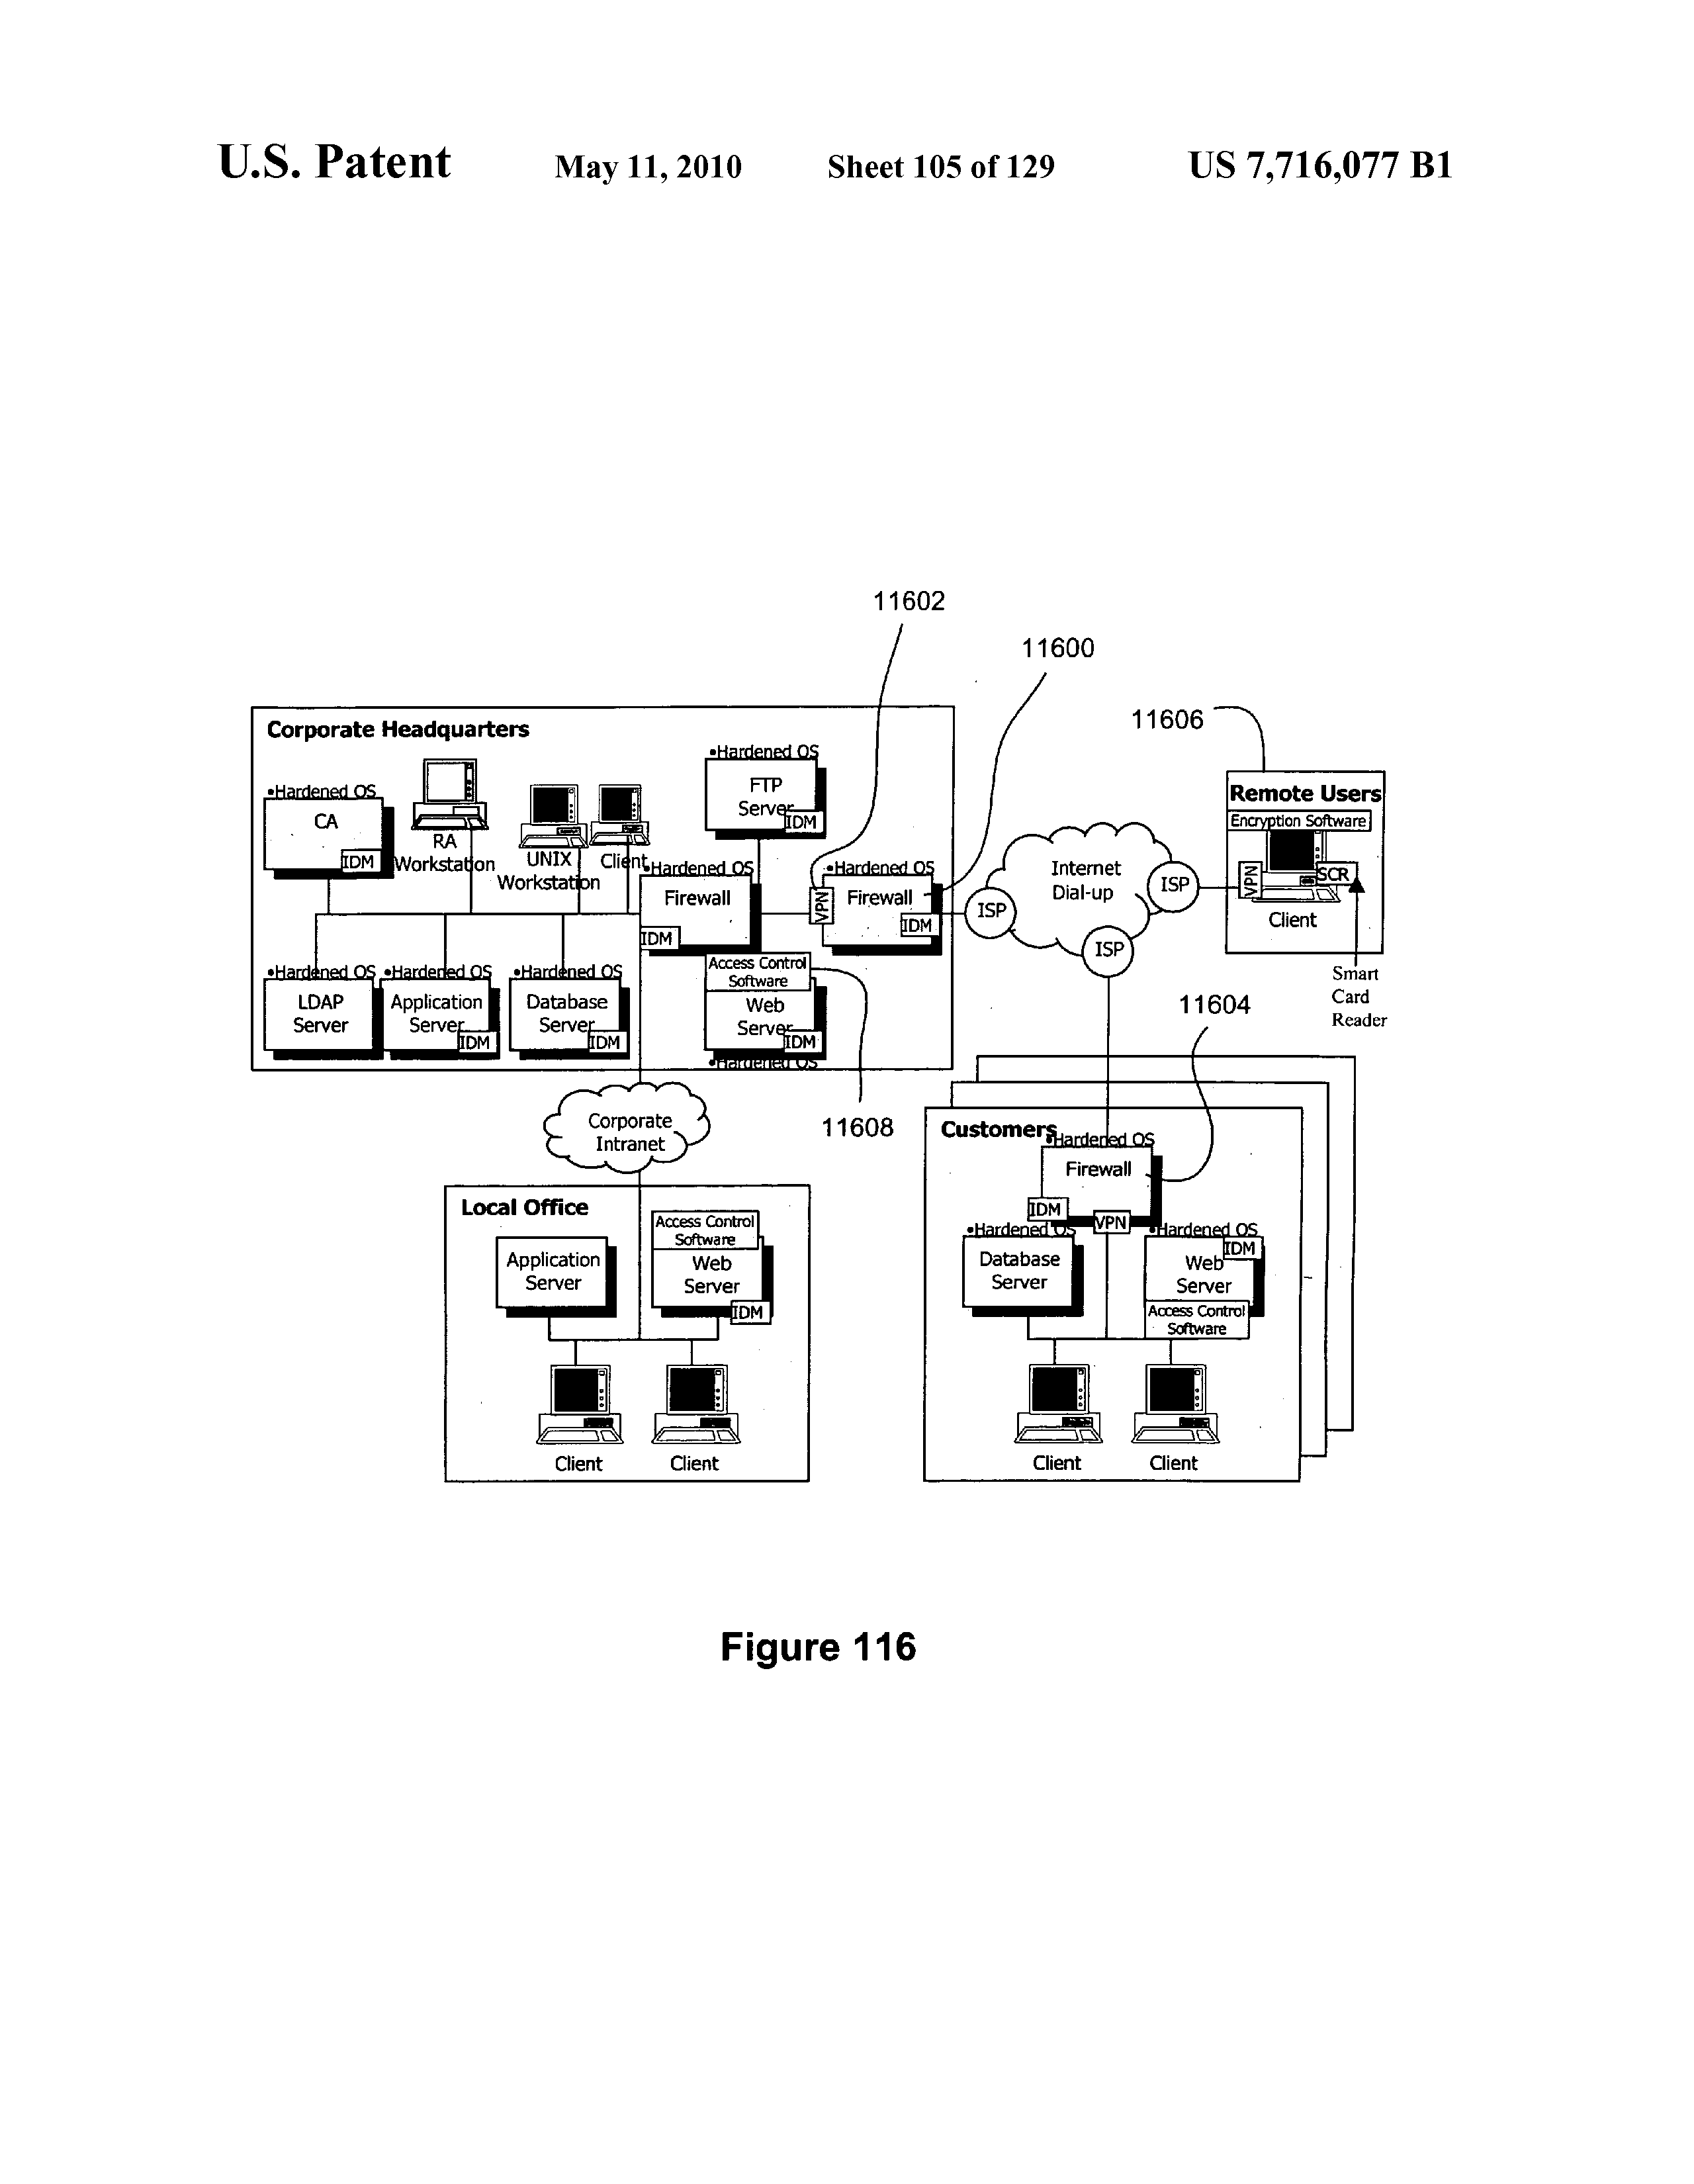 U.S. Patent May 11, 2010 Sheet 105 of 129 US 7,716,077 B1
11602
11600
11606
Corporate Headquarters
•Hardened OS
CA
IDM
RA
Workstation
UNIX
Workstation
Client
•Hardened OS
FTP
Server
IDM
•Hardened OS
Firewall
IDM
VPN
•Hardened OS
Firewall
IDM
•Hardened OS
LDAP
Server
•Hardened OS
Application
Server
IDM
•Hardened OS
Database
Server
IDM
Access Control
Software
Web
Server
IDM
•Hardened OS
ISP
Internet
Dial-up
ISP
ISP
Remote Users
Encryption Software
VPN
SCR
Client
Smart
Card
Reader
11604
11608
Corporate
Intranet
Local Office
Application
Server
Access Control
Software
Web
Server
IDM
Client
Client
Customers
•Hardened OS
Firewall
IDM
VPN
•Hardened OS
Database
Server
•Hardened OS
IDM
Web
Server
Access Control
Software
Client
Client
Figure 116